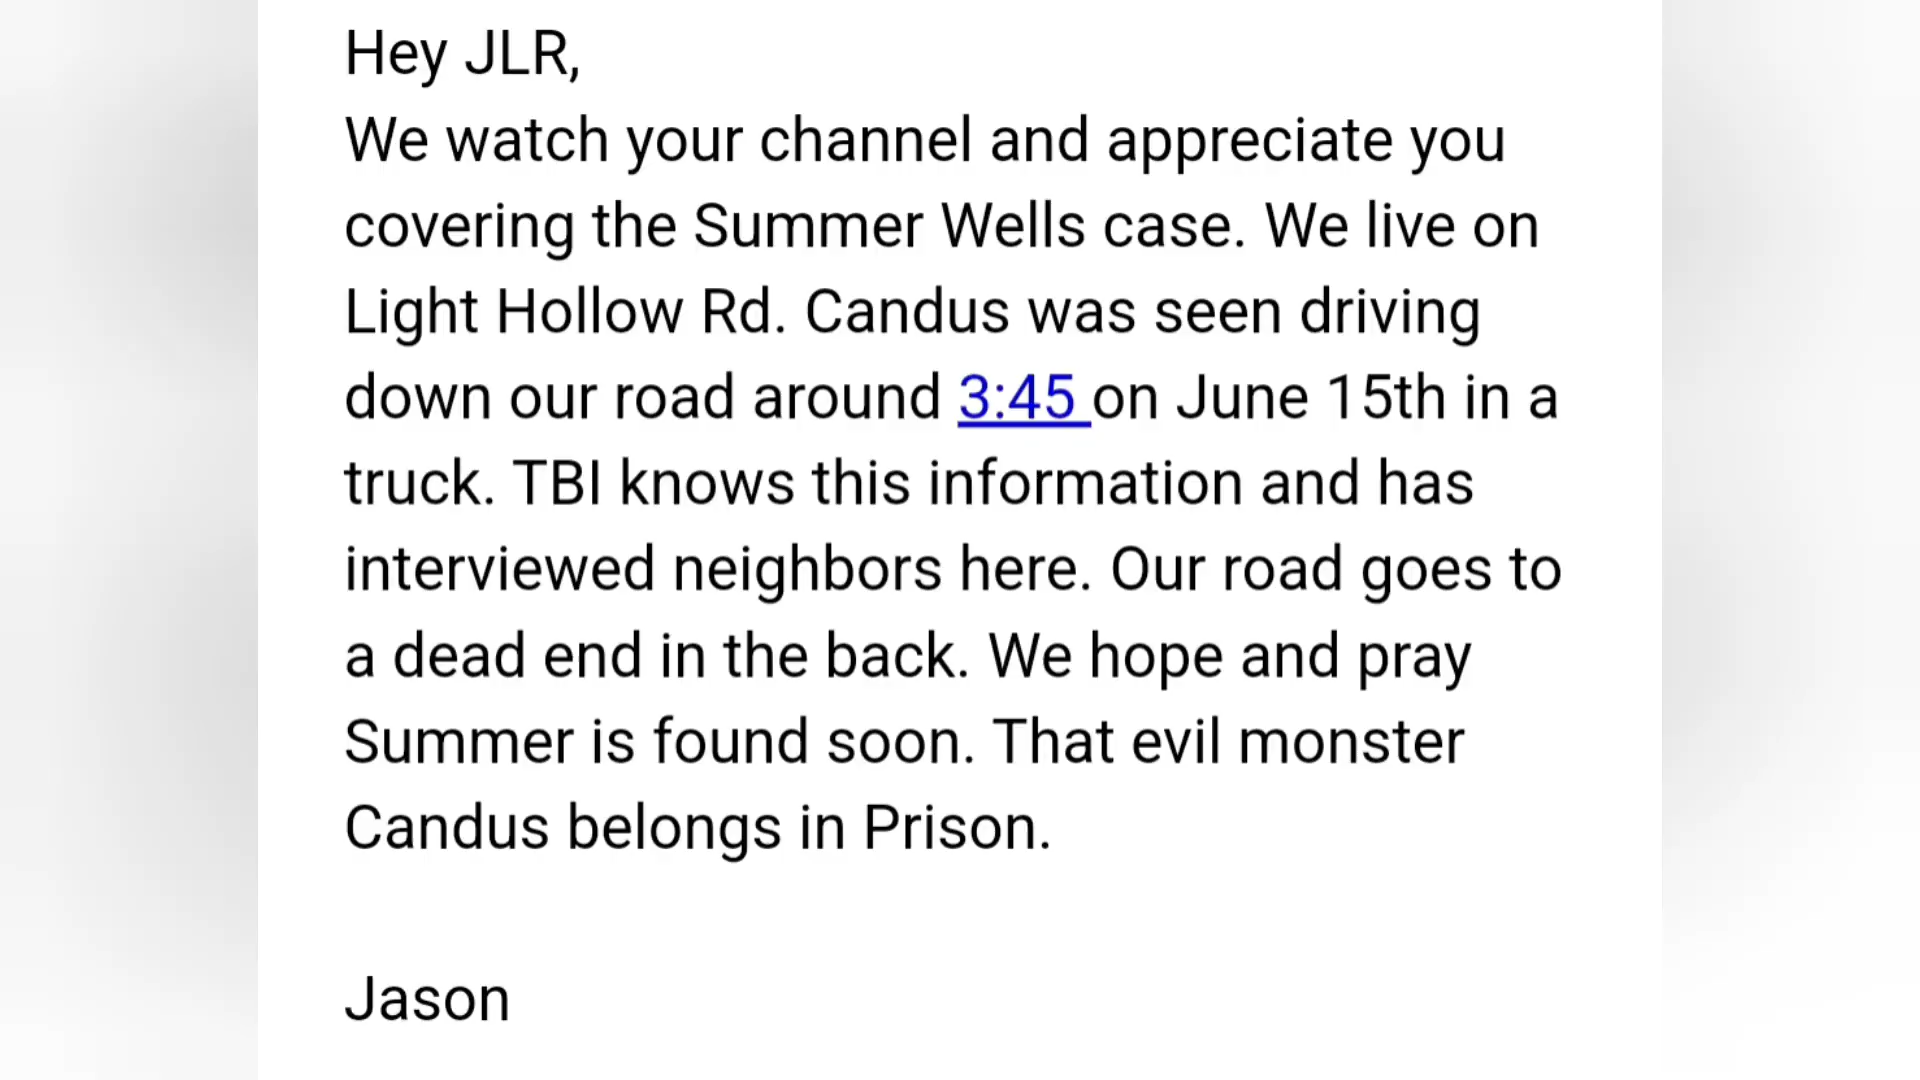 Hey JLR,
We watch your channel and appreciate you
covering the Summer Wells case. We live on
Light Hollow Rd. Candus was seen driving
down our road around 3:45 on June 15th in a
truck. TBI knows this information and has
interviewed neighbors here. Our road goes to
a dead end in the back. We hope and pray
Summer is found soon. That evil monster
Candus belongs in Prison.
Jason